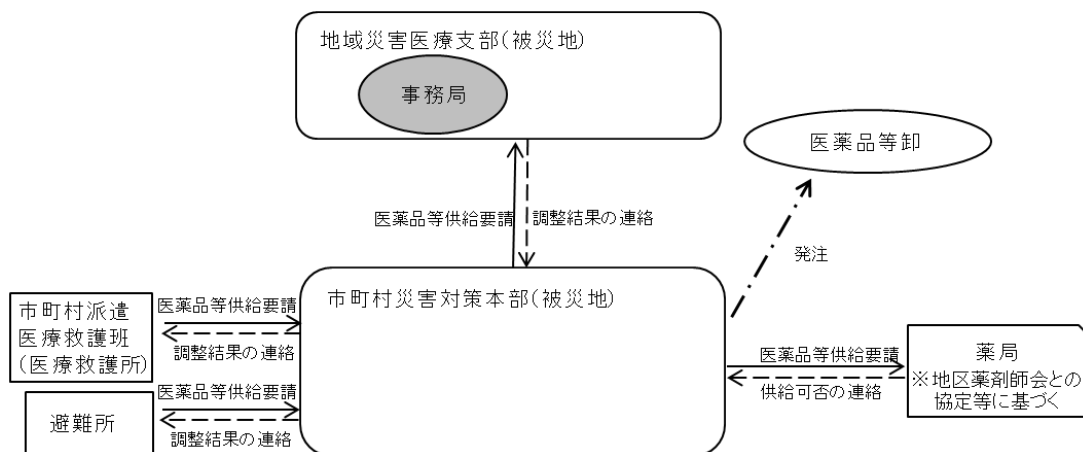 地域災害医療支部(被災地)
事務局
医薬品等卸
医薬品等供給要請
調整結果の連絡
発注
市町村災害対策本部(被災地)
市町村派遣
医療救護班
(医療救護所)
医薬品等供給要請
調整結果の連絡
医薬品等供給要請
供給可否の連絡
薬局
※地区薬剤師会との
協定等に基づく
避難所
医薬品等供給要請
調整結果の連絡